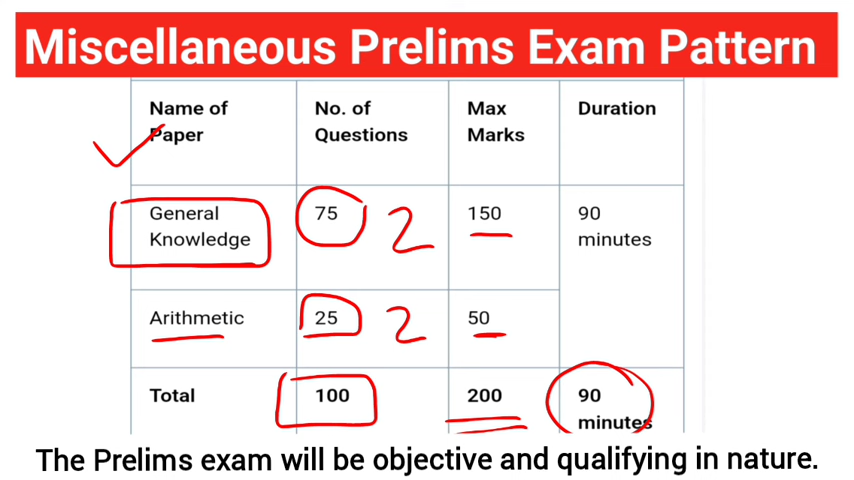 Miscellaneous Prelims Exam Pattern
Name of Paper No. of Questions Max Marks Duration
General Knowledge 75 2 150 90 minutes
Arithmetic 25 2 50
Total 100 200 90 minutes
The Prelims exam will be objective and qualifying in nature.